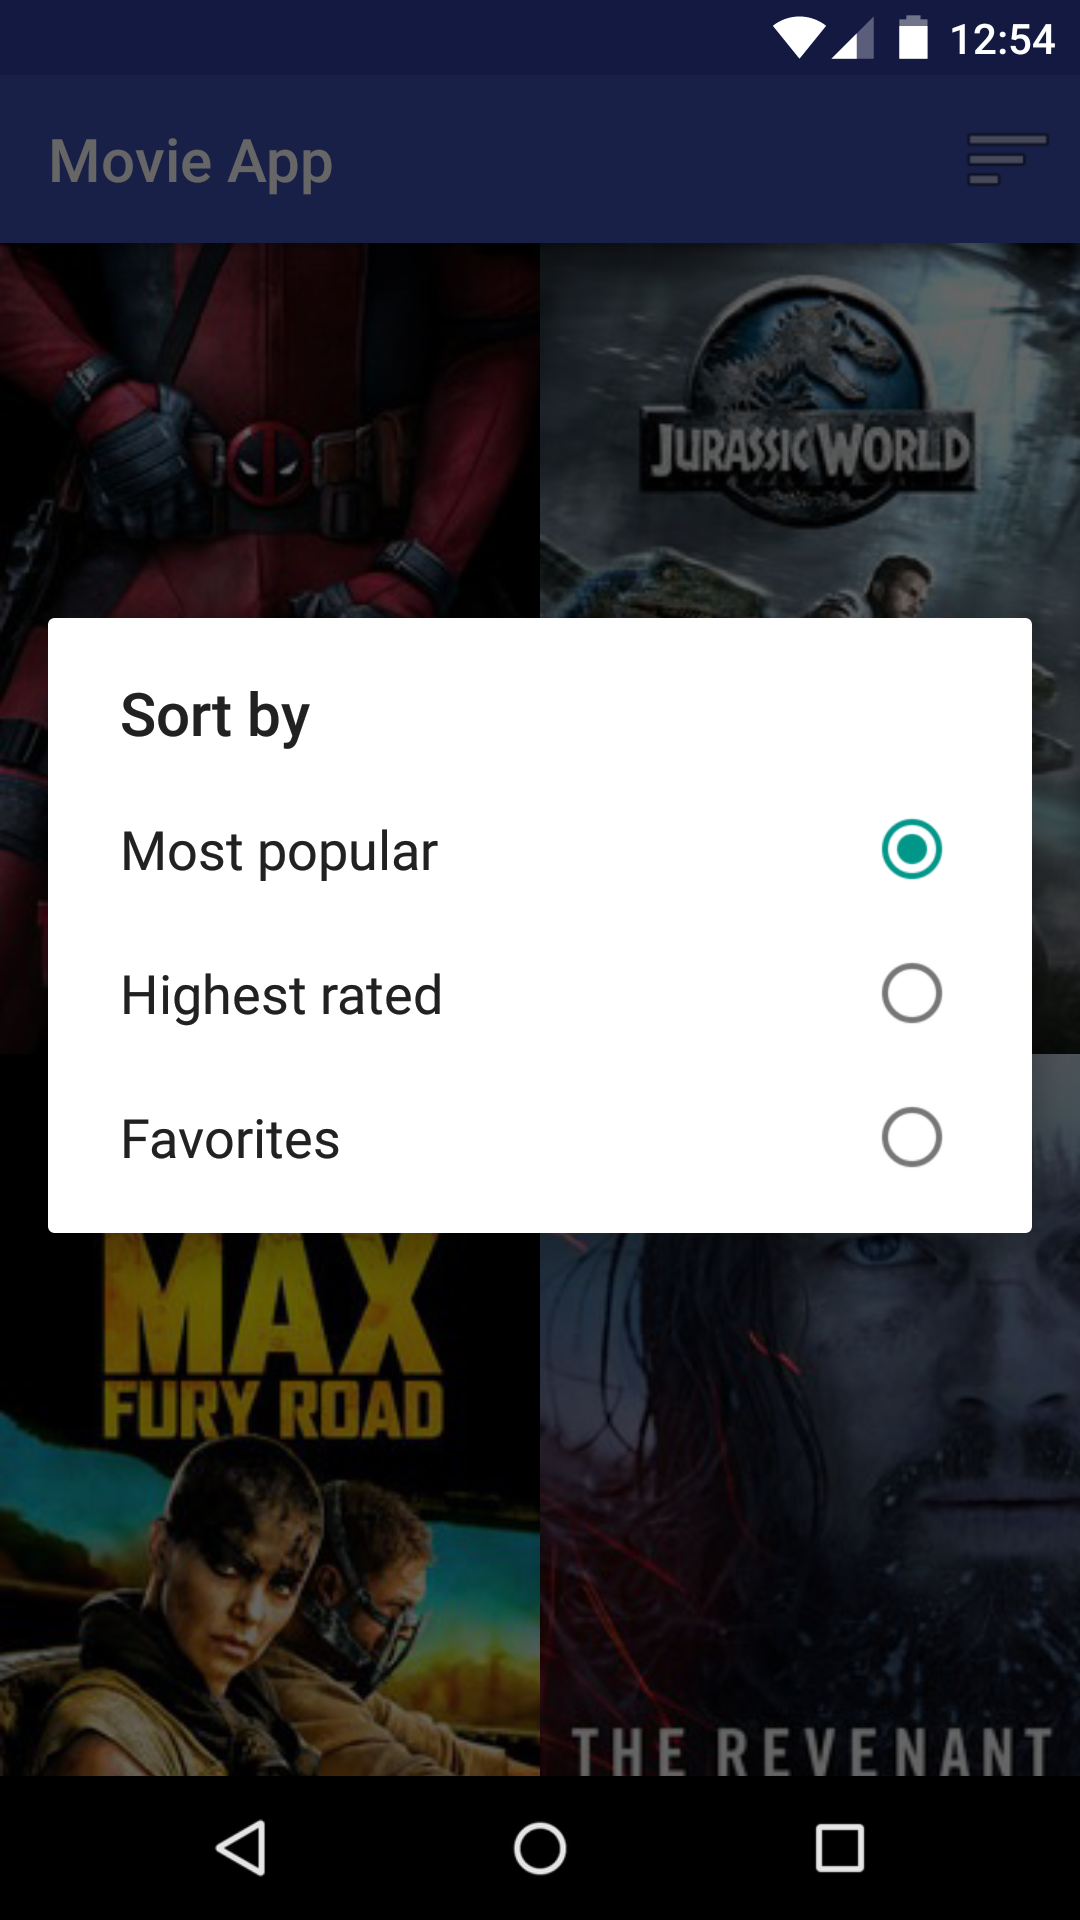 12:54
Movie App
JURASSIC WORLD
Sort by
Most popular
Highest rated
Favorites
MAX
FURY ROAD
THE REVENANT